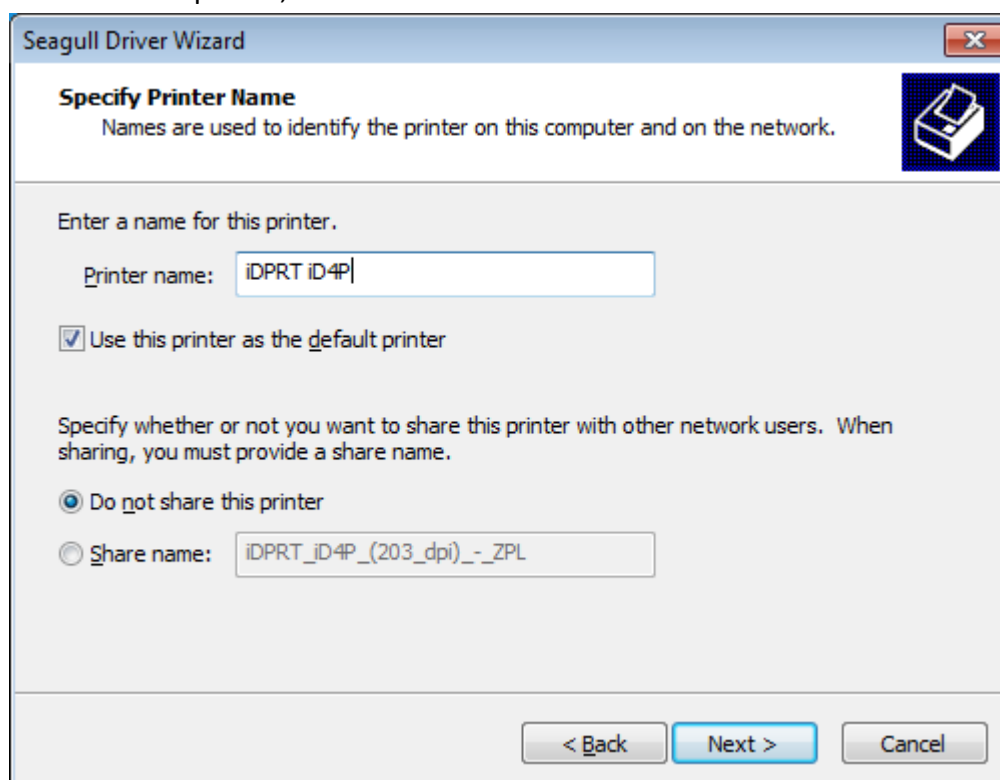 Seagull Driver Wizard
Specify Printer Name
Names are used to identify the printer on this computer and on the network.
Enter a name for this printer.
Printer name: iDPRT iD4P
Use this printer as the default printer
Specify whether or not you want to share this printer with other network users.  When
sharing, you must provide a share name.
Do not share this printer
Share name: iDPRT_iD4P_(203_dpi)_-_ZPL
< Back Next > Cancel